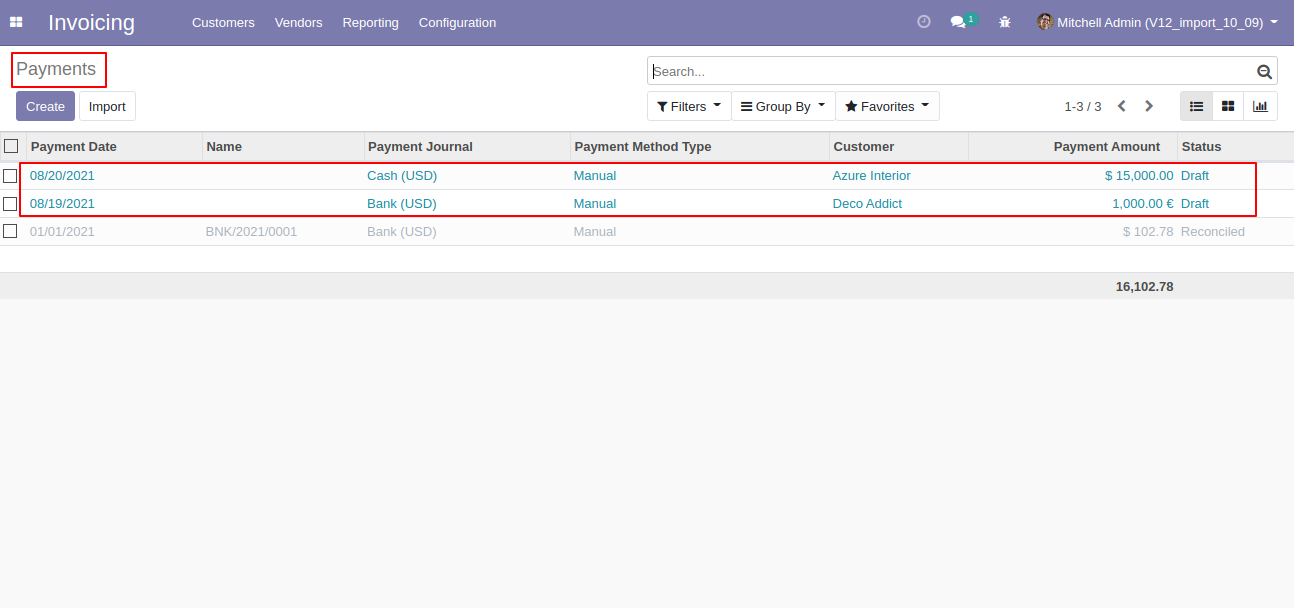 Invoicing Customers Vendors Reporting Configuration 1 Mitchell Admin (V12_import_10_09)
Payments Search...
Create Import Filters Group By Favorites 1-3 / 3
Payment Date Name Payment Journal Payment Method Type Customer Payment Amount Status
08/20/2021 Cash (USD) Manual Azure Interior $ 15,000.00 Draft
08/19/2021 Bank (USD) Manual Deco Addict 1,000.00 € Draft
01/01/2021 BNK/2021/0001 Bank (USD) Manual $ 102.78 Reconciled
16,102.78